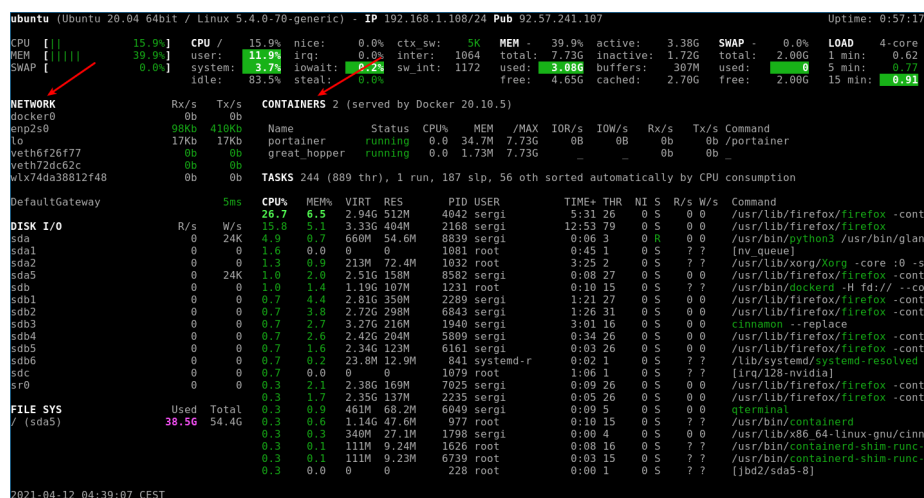 ubuntu (Ubuntu 20.04 64bit / Linux 5.4.0-70-generic) - IP 192.168.1.108/24 Pub 92.57.241.107 Uptime: 0:57:17
CPU [|| 15.9%] CPU / 15.9% nice: 0.0% ctx_sw: 5K MEM - 39.9% active: 3.38G SWAP - 0.0% LOAD 4-core
MEM [||||| 39.9%] user: 11.9% irq: 0.0% inter: 1064 total: 7.73G inactive: 1.72G total: 2.00G 1 min: 0.62
SWAP [ 0.0%] system: 3.7% iowait: 0.2% sw_int: 1172 used: 3.08G buffers: 307M used: 0 5 min: 0.77
idle: 83.5% steal: 0.0% free: 4.65G cached: 2.70G free: 2.00G 15 min: 0.91
NETWORK Rx/s Tx/s CONTAINERS 2 (served by Docker 20.10.5)
docker0 0b 0b
enp2s0 98Kb 410Kb Name Status CPU% MEM /MAX IOR/s IOW/s Rx/s Tx/s Command
lo 17Kb 17Kb portainer running 0.0 34.7M 7.73G 0B 0B 0b 0b /portainer
veth6f26f77 0b 0b great_hopper running 0.0 1.73M 7.73G _ _ 0b 0b _
veth72dc62c 0b 0b
wlx74da38812f48 0b 0b TASKS 244 (889 thr), 1 run, 187 slp, 56 oth sorted automatically by CPU consumption
DefaultGateway 5ms CPU% MEM% VIRT RES PID USER TIME+ THR NI S R/s W/s Command
26.7 6.5 2.94G 512M 4042 sergi 5:31 26 0 S 0 0 /usr/lib/firefox/firefox -cont
DISK I/O R/s W/s 15.8 5.1 3.33G 404M 2168 sergi 12:53 79 0 S 0 0 /usr/lib/firefox/firefox
sda 0 24K 4.9 0.7 660M 54.6M 8839 sergi 0:06 3 0 R 0 0 /usr/bin/python3 /usr/bin/glan
sda1 0 0 1.6 0.0 0 0 1081 root 0:45 1 0 S ? ? [nv_queue]
sda2 0 0 1.3 0.9 213M 72.4M 1032 root 3:25 2 0 S ? ? /usr/lib/xorg/Xorg -core :0 -s
sda5 0 24K 1.0 2.0 2.51G 158M 8582 sergi 0:08 27 0 S 0 0 /usr/lib/firefox/firefox -cont
sdb 0 0 1.0 1.4 1.19G 107M 1231 root 0:10 15 0 S ? ? /usr/bin/dockerd -H fd:// --co
sdb1 0 0 0.7 4.4 2.81G 350M 2289 sergi 1:21 27 0 S 0 0 /usr/lib/firefox/firefox -cont
sdb2 0 0 0.7 3.8 2.72G 298M 6843 sergi 1:26 31 0 S 0 0 /usr/lib/firefox/firefox -cont
sdb3 0 0 0.7 2.7 3.27G 216M 1940 sergi 3:01 16 0 S 0 0 cinnamon --replace
sdb4 0 0 0.7 2.6 2.42G 204M 5809 sergi 0:34 26 0 S 0 0 /usr/lib/firefox/firefox -cont
sdb5 0 0 0.7 1.6 2.34G 123M 6161 sergi 0:03 26 0 S 0 0 /usr/lib/firefox/firefox -cont
sdb6 0 0 0.7 0.2 23.8M 12.9M 841 systemd-r 0:02 1 0 S ? ? /lib/systemd/systemd-resolved
sdc 0 0 0.7 0.0 0 0 1079 root 1:06 1 0 S ? ? [irq/128-nvidia]
sr0 0 0 0.3 2.1 2.38G 169M 7025 sergi 0:09 26 0 S 0 0 /usr/lib/firefox/firefox -cont
0.3 1.7 2.35G 137M 2235 sergi 0:05 26 0 S 0 0 /usr/lib/firefox/firefox -cont
FILE SYS Used Total 0.3 0.9 461M 68.2M 6049 sergi 0:09 5 0 S 0 0 qterminal
/ (sda5) 38.5G 54.4G 0.3 0.6 1.14G 47.6M 977 root 0:10 15 0 S ? ? /usr/bin/containerd
0.3 0.3 340M 27.1M 1798 sergi 0:00 4 0 S 0 0 /usr/lib/x86_64-linux-gnu/cinn
0.3 0.1 111M 9.24M 1626 root 0:08 16 0 S ? ? /usr/bin/containerd-shim-runc-
0.3 0.1 111M 9.23M 6739 root 0:03 15 0 S ? ? /usr/bin/containerd-shim-runc-
0.3 0.0 0 0 228 root 0:00 1 0 S ? ? [jbd2/sda5-8]
2021-04-12 04:39:07 CEST